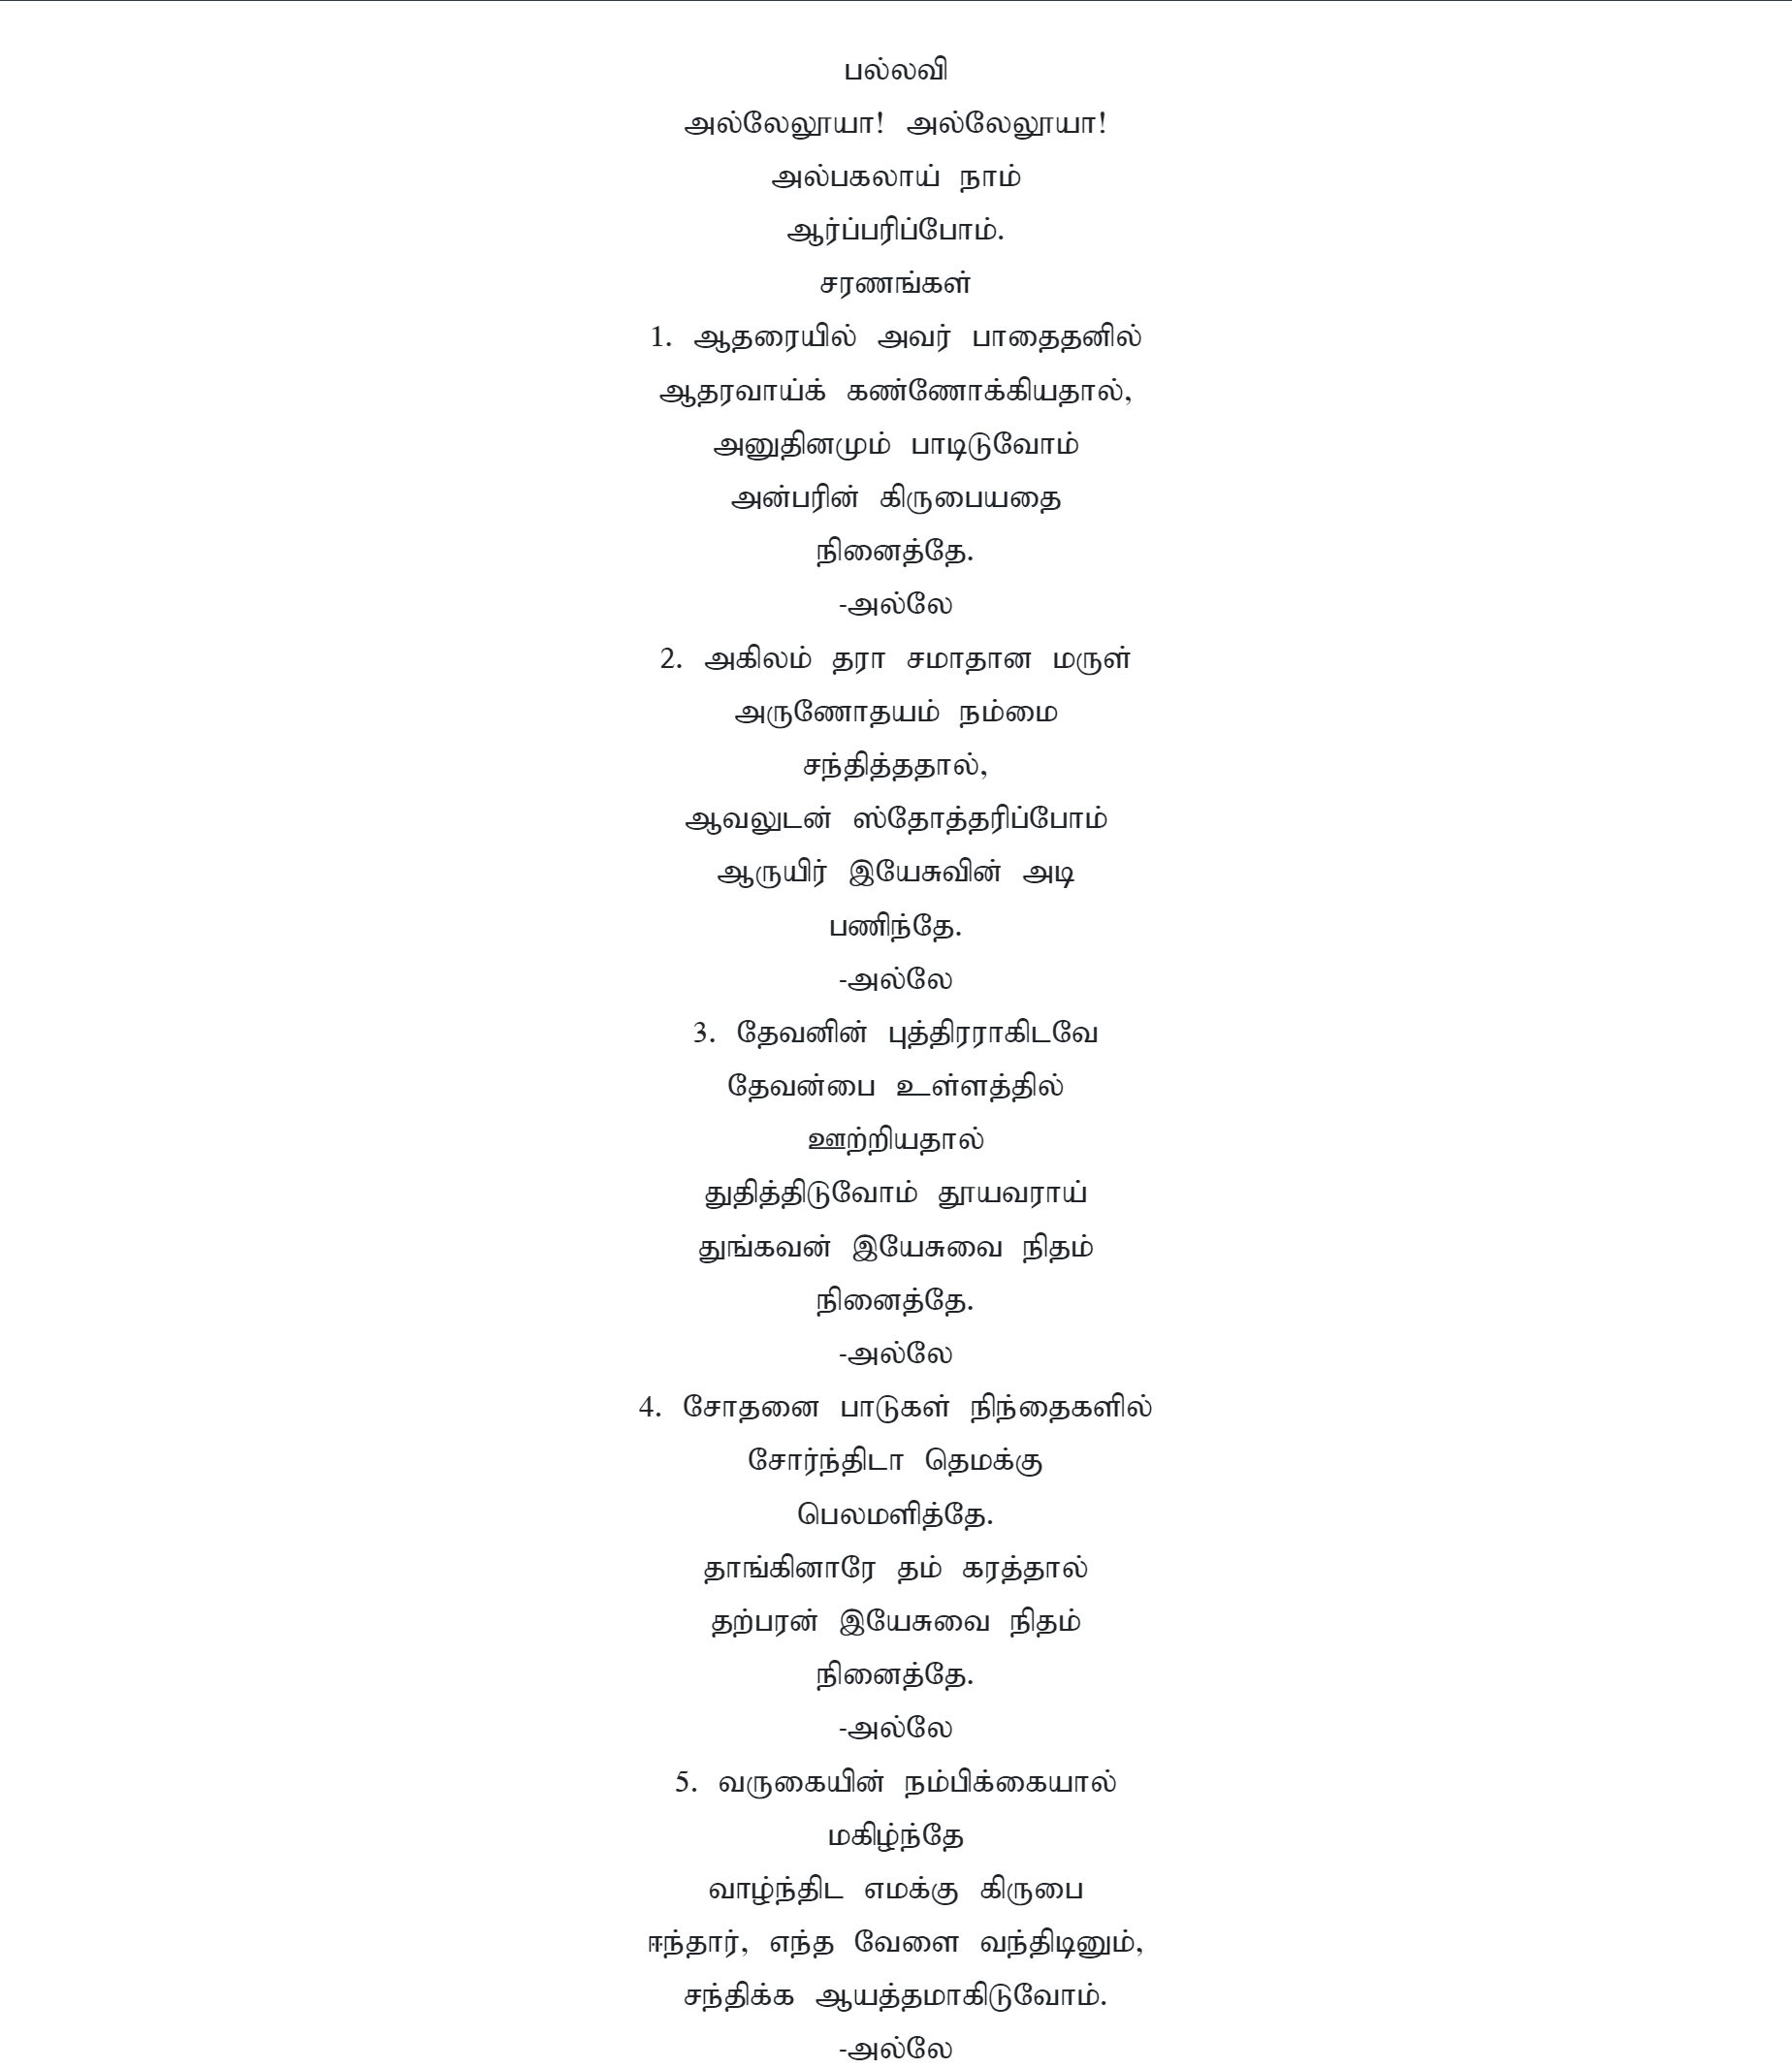 பல்லவி
அல்லேலூயா! அல்லேலூயா!
அல்பகலாய் நாம்
ஆர்ப்பரிப்போம்.
சரணங்கள்
1. ஆதரையில் அவர் பாதைதனில்
ஆதரவாய்க் கண்ணோக்கியதால்,
அனுதினமும் பாடிடுவோம்
அன்பரின் கிருபையதை
நினைத்தே.
-அல்லே
2. அகிலம் தரா சமாதான மருள்
அருணோதயம் நம்மை
சந்தித்ததால்,
ஆவலுடன் ஸ்தோத்தரிப்போம்
ஆருயிர் இயேசுவின் அடி
பணிந்தே.
-அல்லே
3. தேவனின் புத்திரராகிடவே
தேவன்பை உள்ளத்தில்
ஊற்றியதால்
துதித்திடுவோம் தூயவராய்
துங்கவன் இயேசுவை நிதம்
நினைத்தே.
-அல்லே
4. சோதனை பாடுகள் நிந்தைகளில்
சோர்ந்திடா தெமக்கு
பெலமளித்தே.
தாங்கினாரே தம் கரத்தால்
தற்பரன் இயேசுவை நிதம்
நினைத்தே.
-அல்லே
5. வருகையின் நம்பிக்கையால்
மகிழ்ந்தே
வாழ்ந்திட எமக்கு கிருபை
ஈந்தார், எந்த வேளை வந்திடினும்,
சந்திக்க ஆயத்தமாகிடுவோம்.
-அல்லே